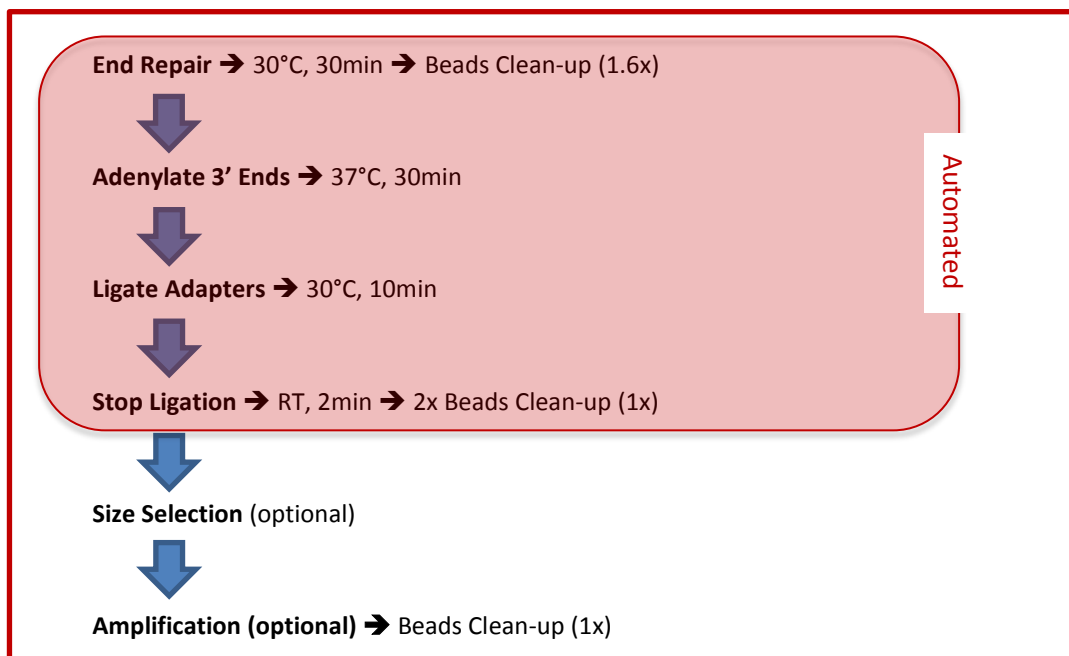 End Repair ➔ 30°C, 30min ➔ Beads Clean-up (1.6x)
Adenylate 3’ Ends ➔ 37°C, 30min
Automated
Ligate Adapters ➔ 30°C, 10min
Stop Ligation ➔ RT, 2min ➔ 2x Beads Clean-up (1x)
Size Selection (optional)
Amplification (optional) ➔ Beads Clean-up (1x)